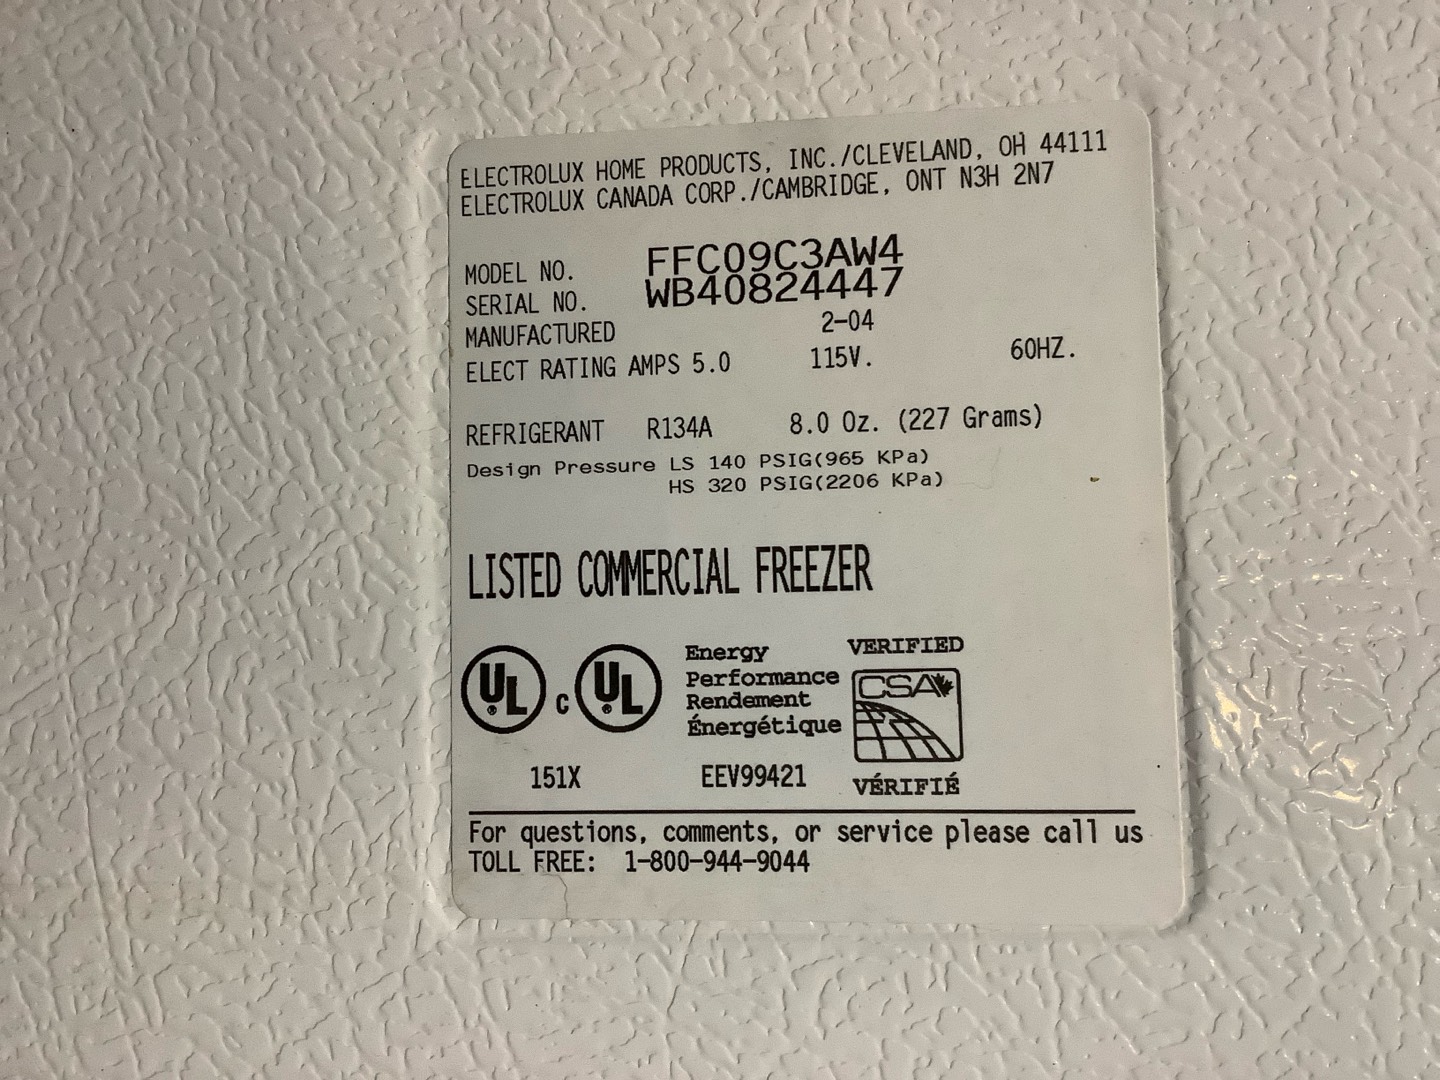 ELECTROLUX HOME PRODUCTS, INC./CLEVELAND, OH 44111
ELECTROLUX CANADA CORP./CAMBRIDGE, ONT N3H 2N7
MODEL NO. FFC09C3AW4
SERIAL NO. WB40824447
MANUFACTURED 2-04
ELECT RATING AMPS 5.0 115V. 60HZ.
REFRIGERANT R134A 8.0 Oz. (227 Grams)
Design Pressure LS 140 PSIG(965 KPa)
HS 320 PSIG(2206 KPa)
LISTED COMMERCIAL FREEZER
UL ® c UL ®
Energy
Performance
Rendement
Énergétique
VERIFIED
CSA
VÉRIFIÉ
151X EEV99421
For questions, comments, or service please call us
TOLL FREE: 1-800-944-9044